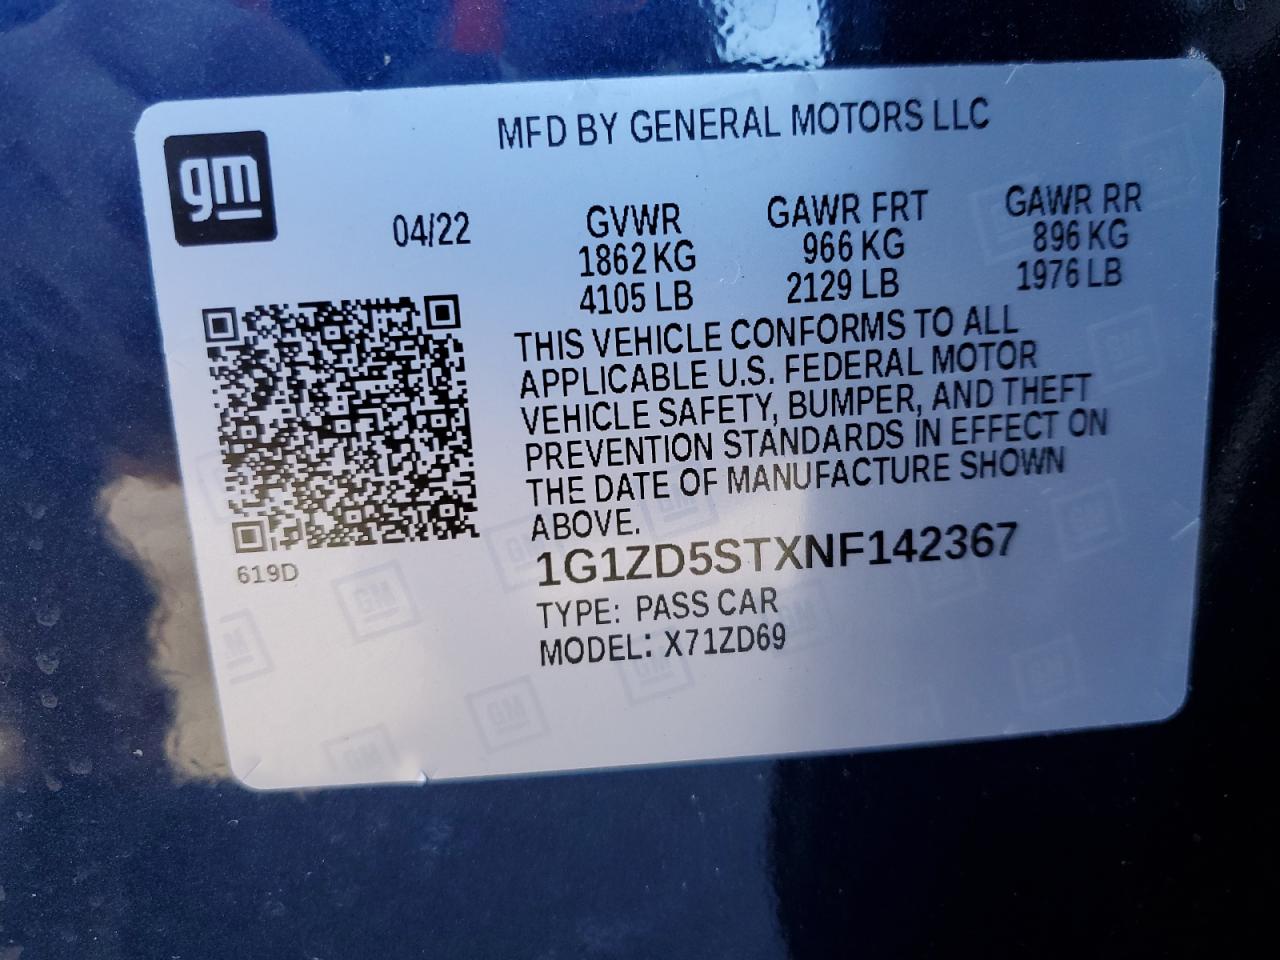 MFD BY GENERAL MOTORS LLC
gm
04/22
GVWR GAWR FRT GAWR RR
1862 KG 966 KG 896 KG
4105 LB 2129 LB 1976 LB
THIS VEHICLE CONFORMS TO ALL
APPLICABLE U.S. FEDERAL MOTOR
VEHICLE SAFETY, BUMPER, AND THEFT
PREVENTION STANDARDS IN EFFECT ON
THE DATE OF MANUFACTURE SHOWN
ABOVE.
619D
1G1ZD5STXNF142367
TYPE: PASS CAR
MODEL: X71ZD69